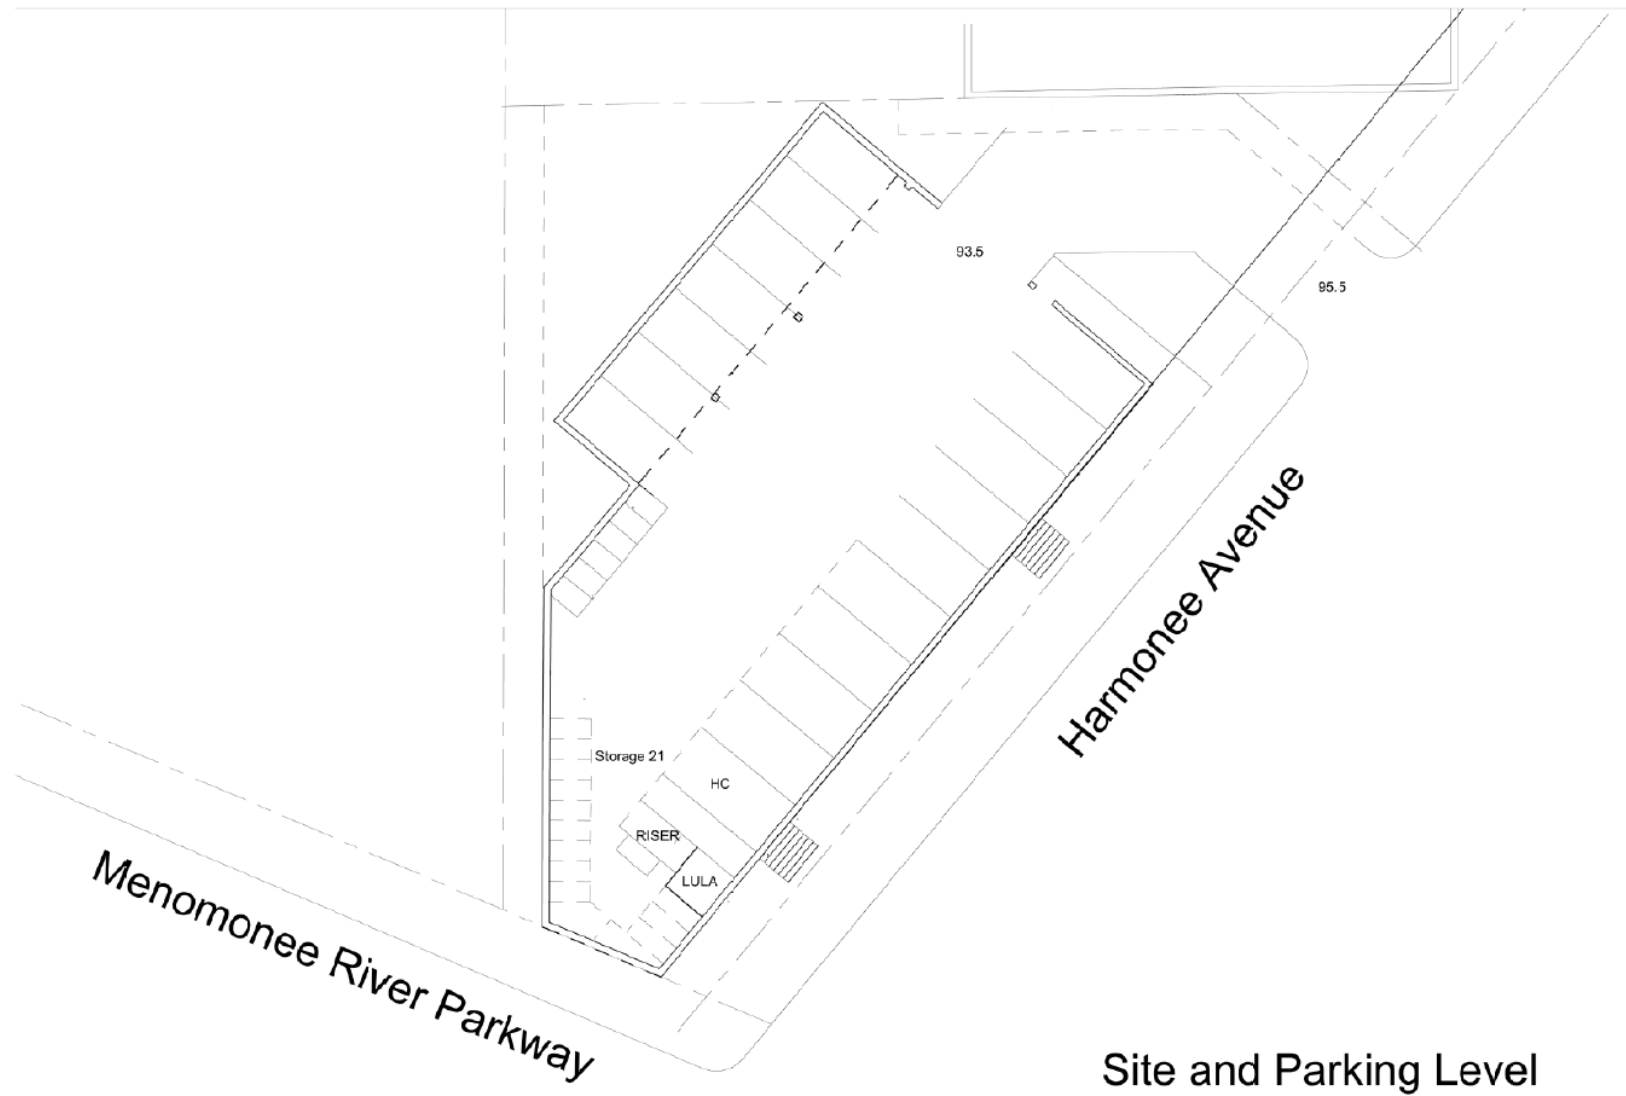 93.5
95.5
Harmonee Avenue
Storage 21
HC
RISER
LULA
Menomonee River Parkway
Site and Parking Level